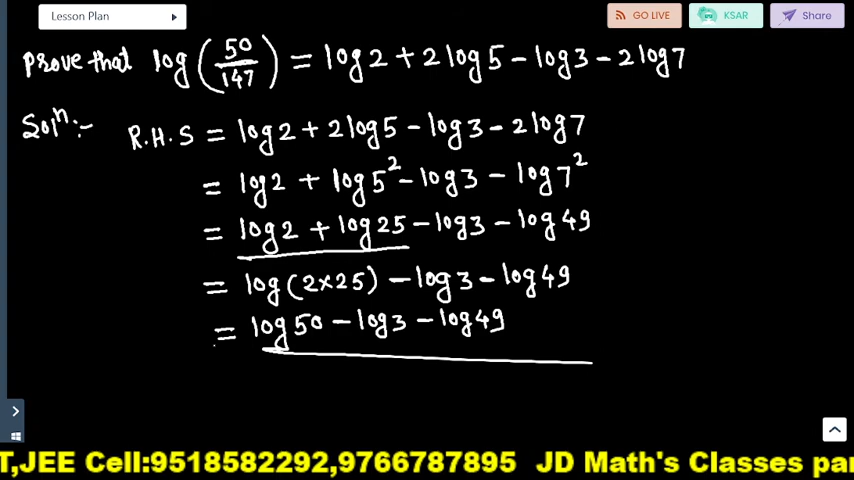 Lesson Plan
GO LIVE
KSAR
Share
Prove that log(50/147) = log2 + 2log5 - log3 - 2log7
Solⁿ:- R.H.S = log2 + 2log5 - log3 - 2log7
= log2 + log5² - log3 - log7²
= log2 + log25 - log3 - log49
= log(2×25) - log3 - log49
= log50 - log3 - log49
T,JEE Cell:9518582292,9766787895 JD Math's Classes par